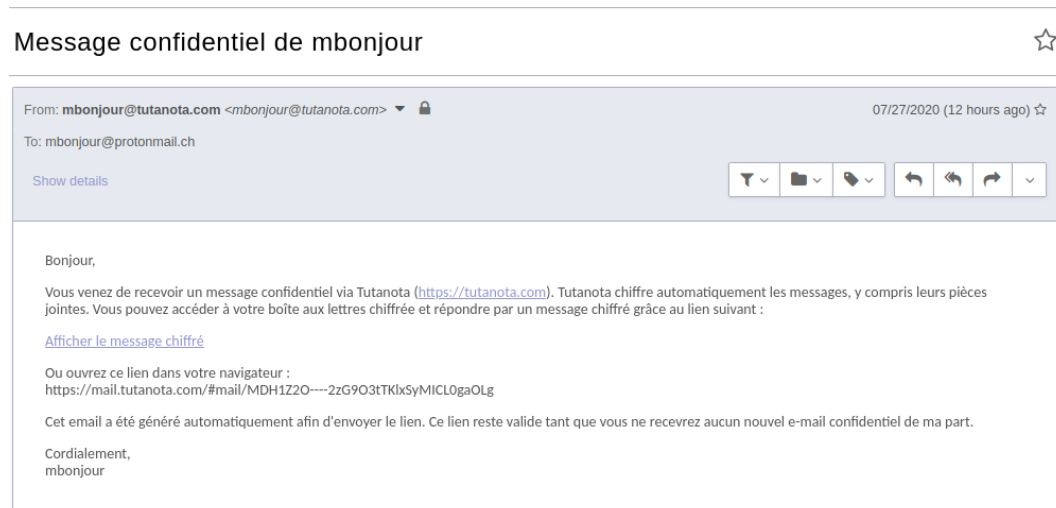 Message confidentiel de mbonjour
From: mbonjour@tutanota.com <mbonjour@tutanota.com>
07/27/2020 (12 hours ago)
To: mbonjour@protonmail.ch
Show details
Bonjour,
Vous venez de recevoir un message confidentiel via Tutanota (https://tutanota.com). Tutanota chiffre automatiquement les messages, y compris leurs pièces
jointes. Vous pouvez accéder à votre boîte aux lettres chiffrée et répondre par un message chiffré grâce au lien suivant :
Afficher le message chiffré
Ou ouvrez ce lien dans votre navigateur :
https://mail.tutanota.com/#mail/MDH1Z2O----2zG9O3tTKlxSyMICL0gaOLg
Cet email a été généré automatiquement afin d'envoyer le lien. Ce lien reste valide tant que vous ne recevrez aucun nouvel e-mail confidentiel de ma part.
Cordialement,
mbonjour